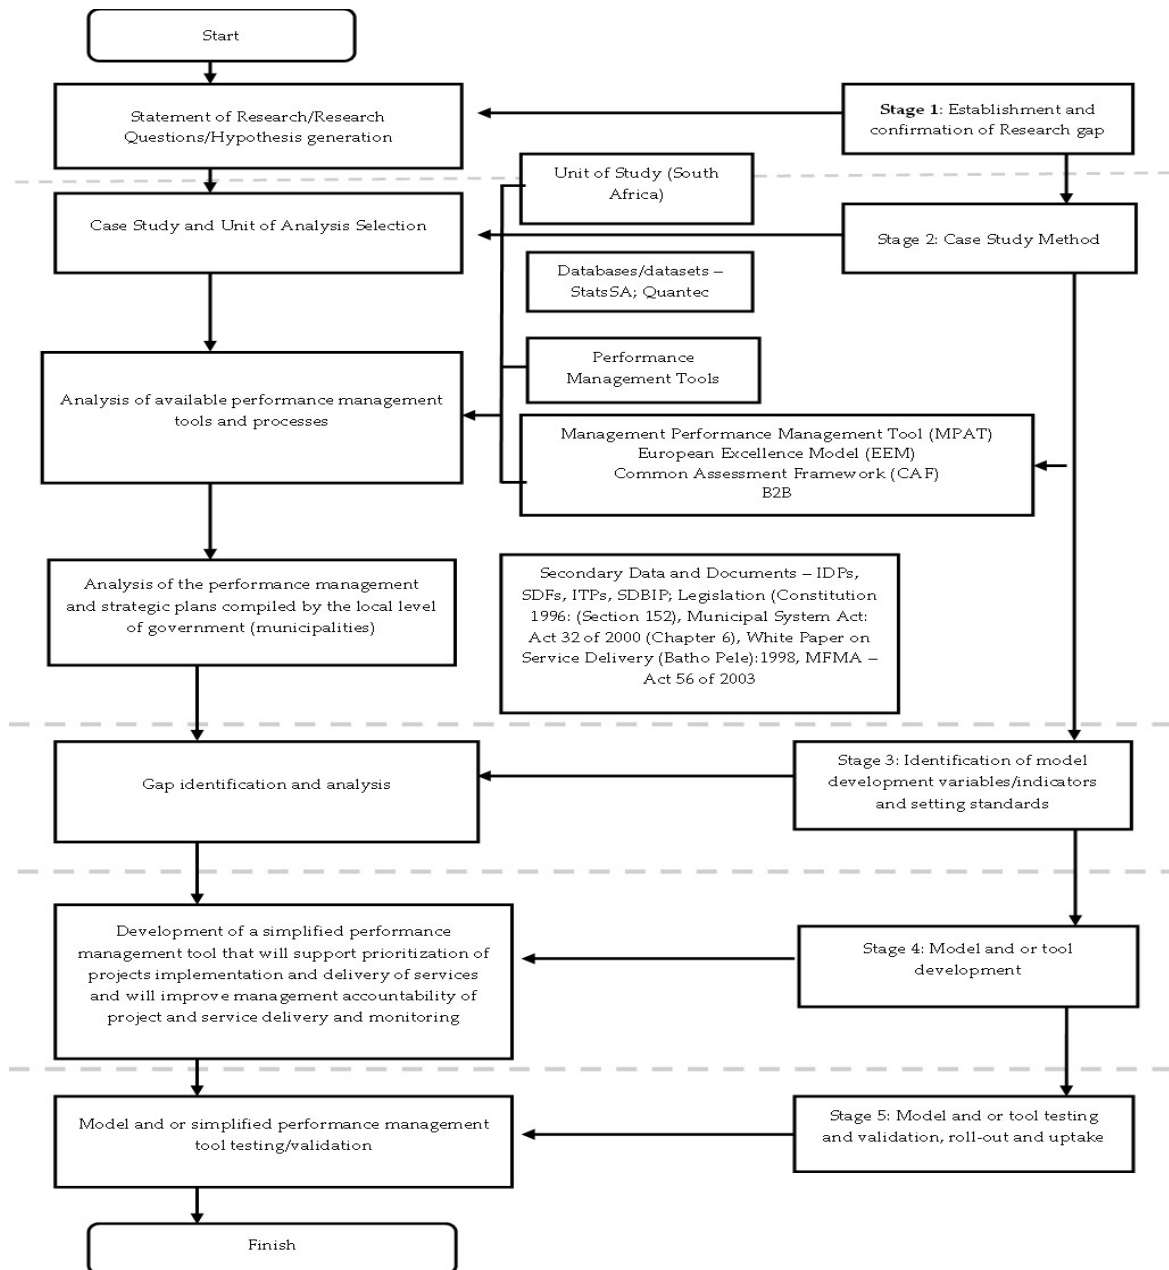 Start
Statement of Research/Research
Questions/Hypothesis generation
Stage 1: Establishment and
confirmation of Research gap
Unit of Study (South
Africa)
Case Study and Unit of Analysis Selection
Stage 2: Case Study Method
Databases/datasets –
StatsSA; Quantec
Performance
Management Tools
Analysis of available performance management
tools and processes
Management Performance Management Tool (MPAT)
European Excellence Model (EEM)
Common Assessment Framework (CAF)
B2B
Analysis of the performance management
and strategic plans compiled by the local level
of government (municipalities)
Secondary Data and Documents – IDPs,
SDFs, ITPs, SDBIP; Legislation (Constitution
1996: (Section 152), Municipal System Act:
Act 32 of 2000 (Chapter 6), White Paper on
Service Delivery (Batho Pele):1998, MFMA –
Act 56 of 2003
Gap identification and analysis
Stage 3: Identification of model
development variables/indicators
and setting standards
Development of a simplified performance
management tool that will support prioritization of
projects implementation and delivery of services
and will improve management accountability of
project and service delivery and monitoring
Stage 4: Model and or tool
development
Model and or simplified performance management
tool testing/validation
Stage 5: Model and or tool testing
and validation, roll-out and uptake
Finish